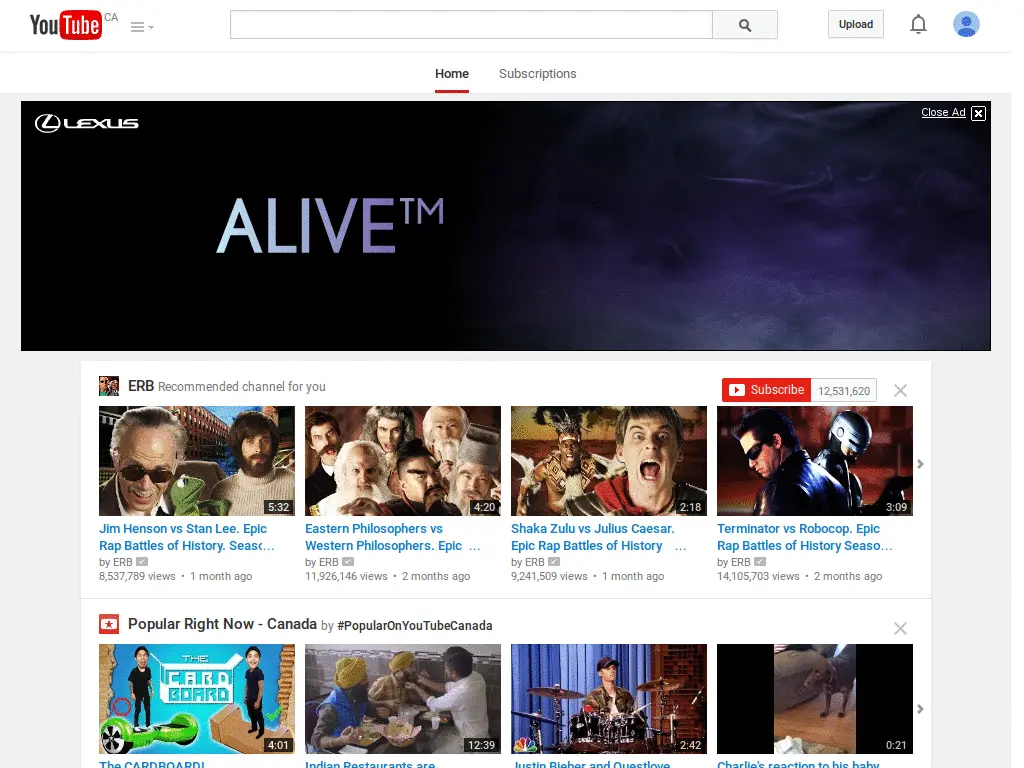 YouTube CA
Upload
Home Subscriptions
LEXUS
Close Ad X
ALIVE™
ERB Recommended channel for you
Subscribe 12,531,620
5:32 4:20 2:18 3:09
Jim Henson vs Stan Lee. Epic
Rap Battles of History. Seasc...
by ERB
8,537,789 views • 1 month ago
Eastern Philosophers vs
Western Philosophers. Epic ...
by ERB
11,926,146 views • 2 months ago
Shaka Zulu vs Julius Caesar.
Epic Rap Battles of History ...
by ERB
9,241,509 views • 1 month ago
Terminator vs Robocop. Epic
Rap Battles of History Seaso...
by ERB
14,105,703 views • 2 months ago
Popular Right Now - Canada by #PopularOnYouTubeCanada
THE
CARD
BOARD
4:01 12:39 2:42 0:21
The CARDBOARD!
Indian Restaurants are
Justin Bieber and Questlove
Charlie's reaction to his baby